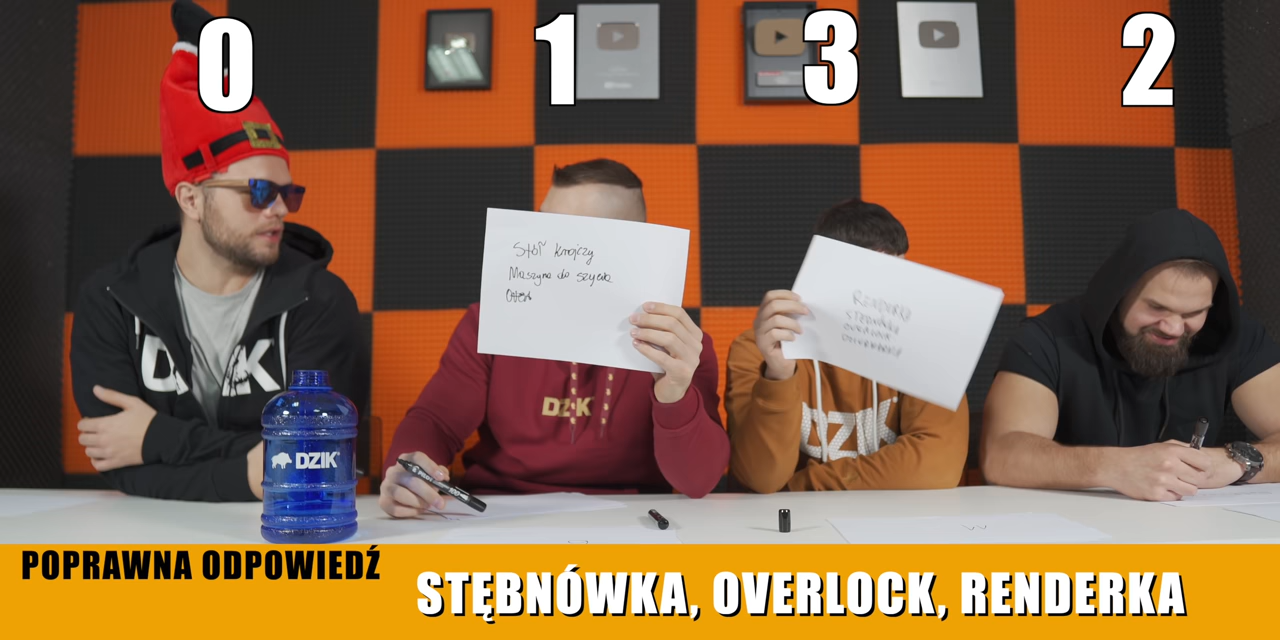 0 1 3 2
Stół krojczy
Maszyna do szycia
RENDERKA
STĘBNÓWKA
OVERLOCK
DZIK
DZIK
DZIK
DZIK
POPRAWNA ODPOWIEDŹ
STĘBNÓWKA, OVERLOCK, RENDERKA